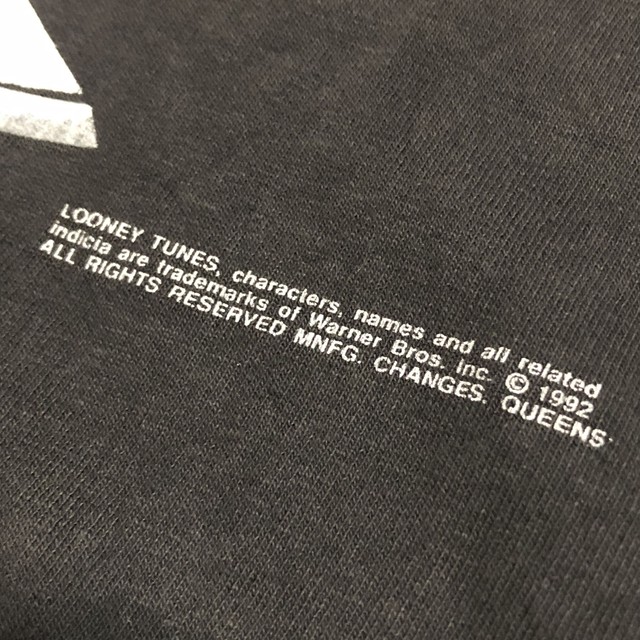 LOONEY TUNES, characters, names and all related
indicia are trademarks of Warner Bros. Inc. © 1992
ALL RIGHTS RESERVED MNFG. CHANGES, QUEENS